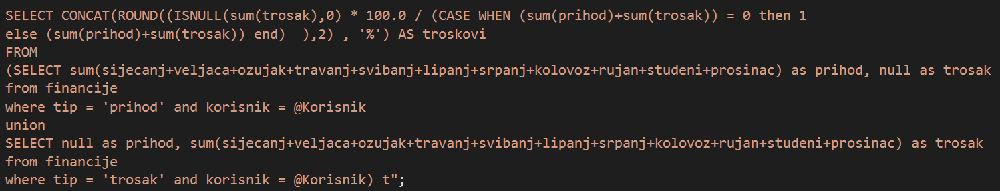 SELECT CONCAT(ROUND((ISNULL(sum(trosak),0) * 100.0 / (CASE WHEN (sum(prihod)+sum(trosak)) = 0 then 1
else (sum(prihod)+sum(trosak)) end)  ),2) , '%') AS troskovi
FROM
(SELECT sum(sijecanj+veljaca+ozujak+travanj+svibanj+lipanj+srpanj+kolovoz+rujan+studeni+prosinac) as prihod, null as trosak
from financije
where tip = 'prihod' and korisnik = @Korisnik
union
SELECT null as prihod, sum(sijecanj+veljaca+ozujak+travanj+svibanj+lipanj+srpanj+kolovoz+rujan+studeni+prosinac) as trosak
from financije
where tip = 'trosak' and korisnik = @Korisnik) t";